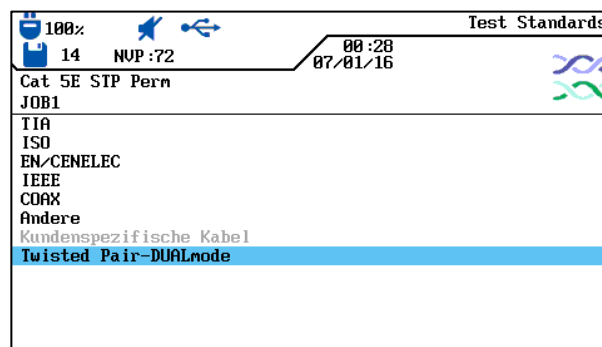 100%
Test Standards
14 NVP:72
00:28
07/01/16
Cat 5E STP Perm
JOB1
TIA
ISO
EN/CENELEC
IEEE
COAX
Andere
Kundenspezifische Kabel
Twisted Pair-DUALmode